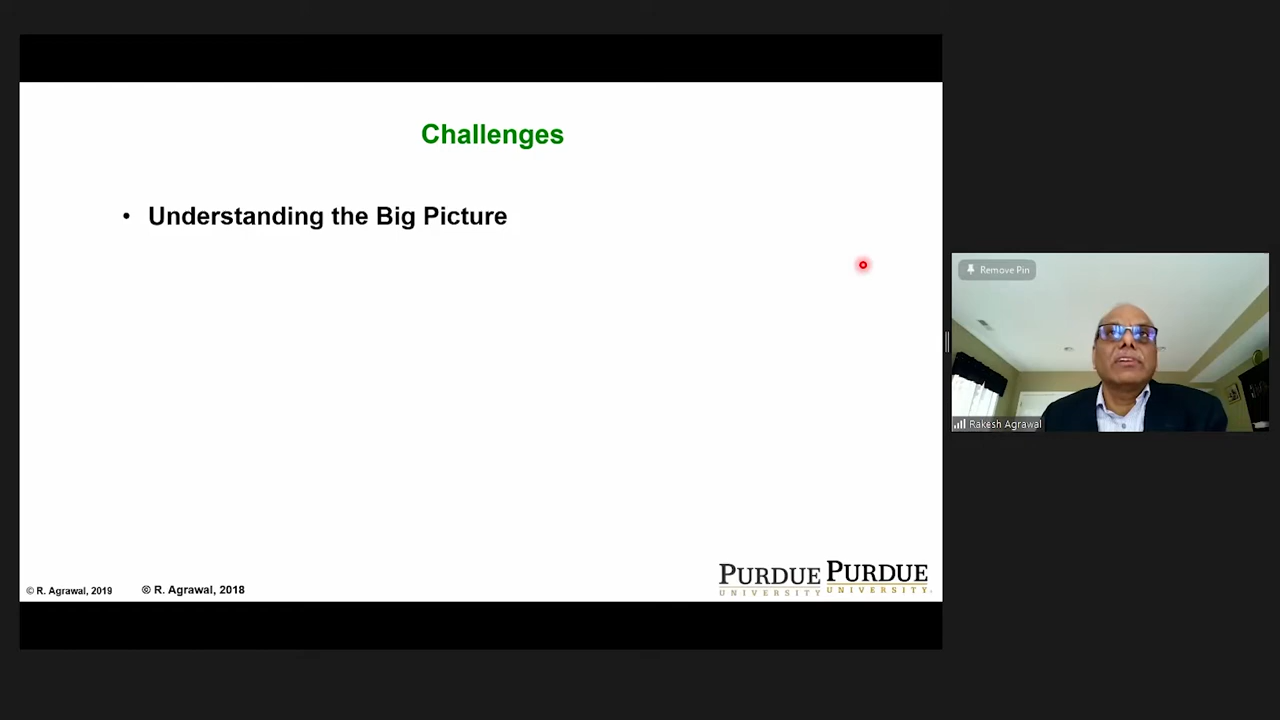 Challenges
• Understanding the Big Picture
Remove Pin
Rakesh Agrawal
© R. Agrawal, 2019
© R. Agrawal, 2018
PURDUE
UNIVERSITY
PURDUE
UNIVERSITY